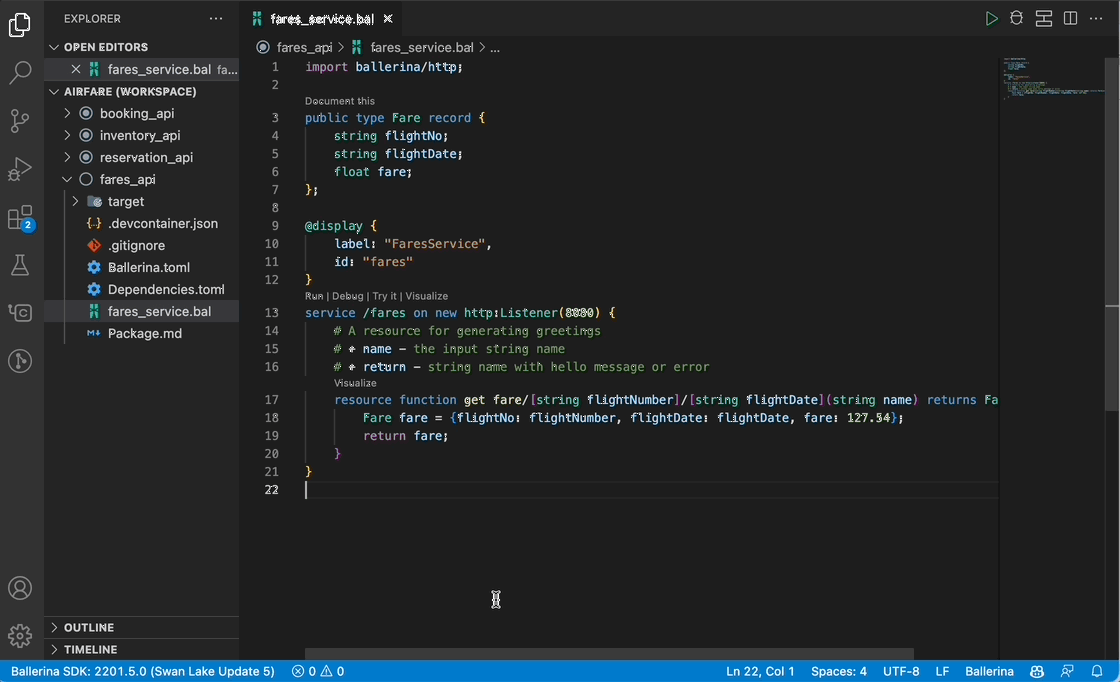 EXPLORER
OPEN EDITORS
fares_service.bal fa...
AIRFARE (WORKSPACE)
booking_api
inventory_api
reservation_api
fares_api
target
{..} .devcontainer.json
.gitignore
Ballerina.toml
Dependencies.toml
fares_service.bal
Package.md
OUTLINE
TIMELINE
fares_service.bal
fares_api > fares_service.bal > ...
1 import ballerina/http;
2
Document this
3 public type Fare record {
4 string flightNo;
5 string flightDate;
6 float fare;
7 };
8
9 @display {
10 label: "FaresService",
11 id: "fares"
12 }
Run | Debug | Try it | Visualize
13 service /fares on new http:Listener(8080) {
14 # A resource for generating greetings
15 # + name - the input string name
16 # + return - string name with hello message or error
Visualize
17 resource function get fare/[string flightNumber]/[string flightDate](string name) returns Fa
18 Fare fare = {flightNo: flightNumber, flightDate: flightDate, fare: 127.54};
19 return fare;
20 }
21 }
22
2
Ballerina SDK: 2201.5.0 (Swan Lake Update 5) 0 0 Ln 22, Col 1 Spaces: 4 UTF-8 LF Ballerina